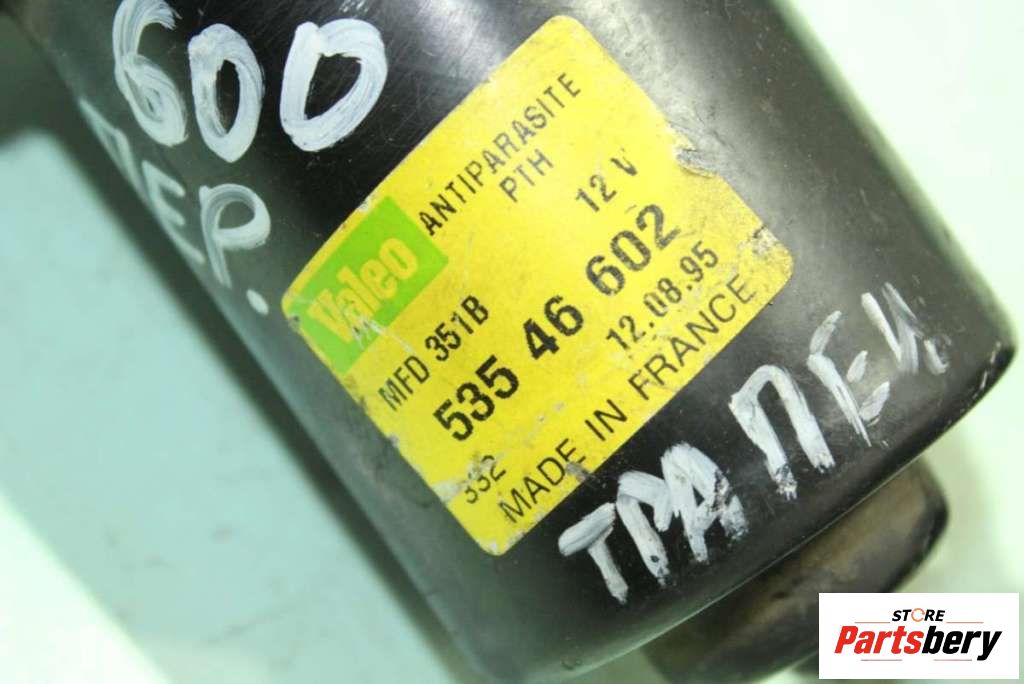 600
ПЕР.
Valeo
ANTIPARASITE
PTH
MFD 351B
12 V
535 46 602
332
12.08.95
MADE IN FRANCE
STORE
Partsbery